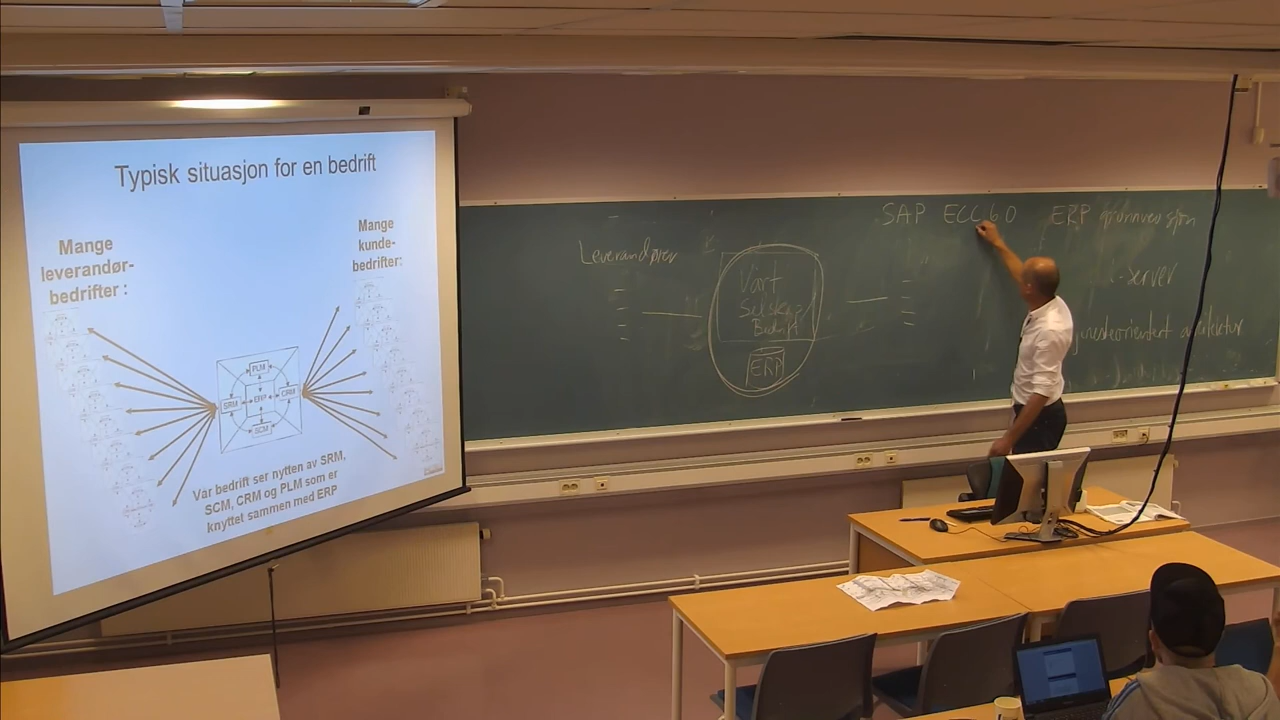 Typisk situasjon for en bedrift
Mange
leverandør-
bedrifter :
Mange
kunde-
bedrifter:
PLM
SRM
ERP
CRM
SCM
Vår bedrift ser nytten av SRM,
SCM, CRM og PLM som er
knyttet sammen med ERP
Leverandører
Vårt
Selskap/
Bedrift
ERP
SAP ECC 6.0 ERP
server